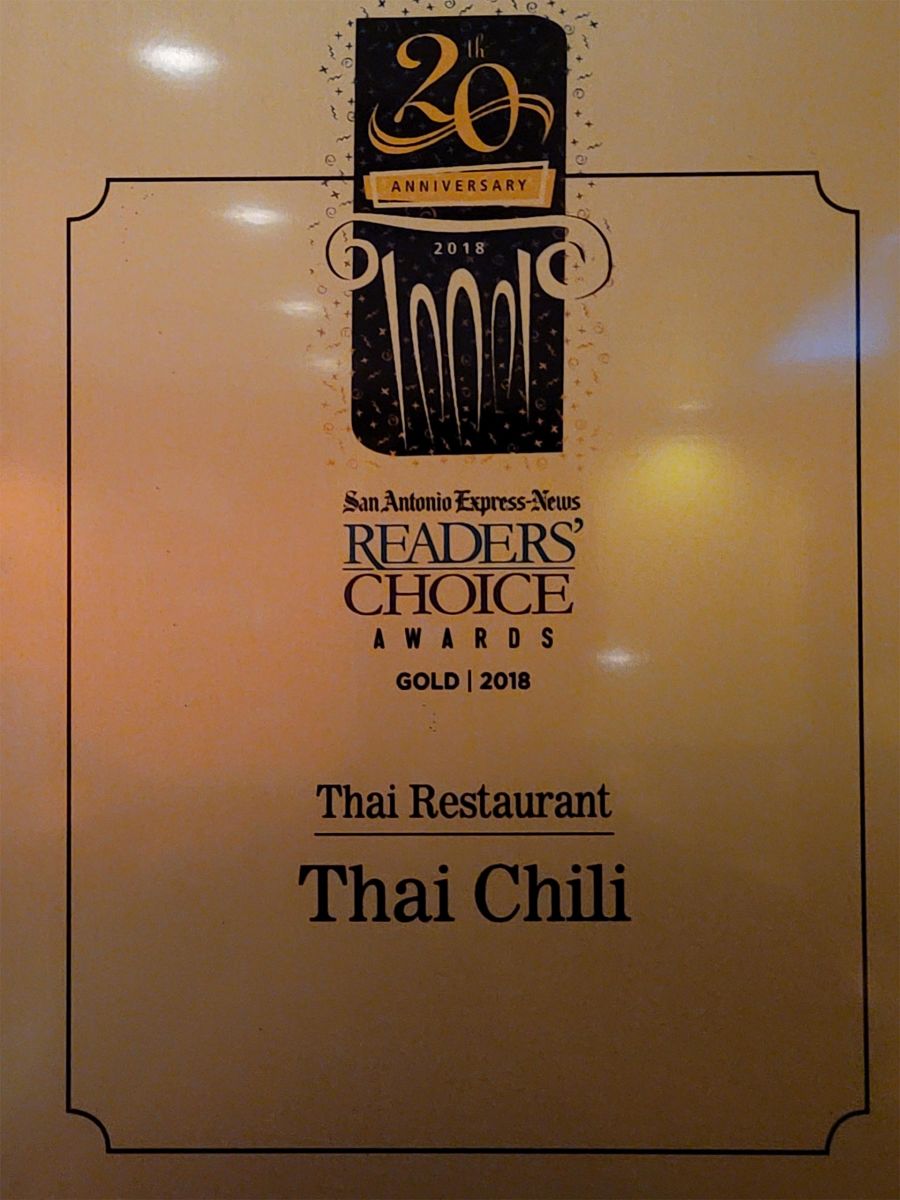 20th
ANNIVERSARY
2018
San Antonio Express-News
READERS'
CHOICE
AWARDS
GOLD | 2018
Thai Restaurant
Thai Chili